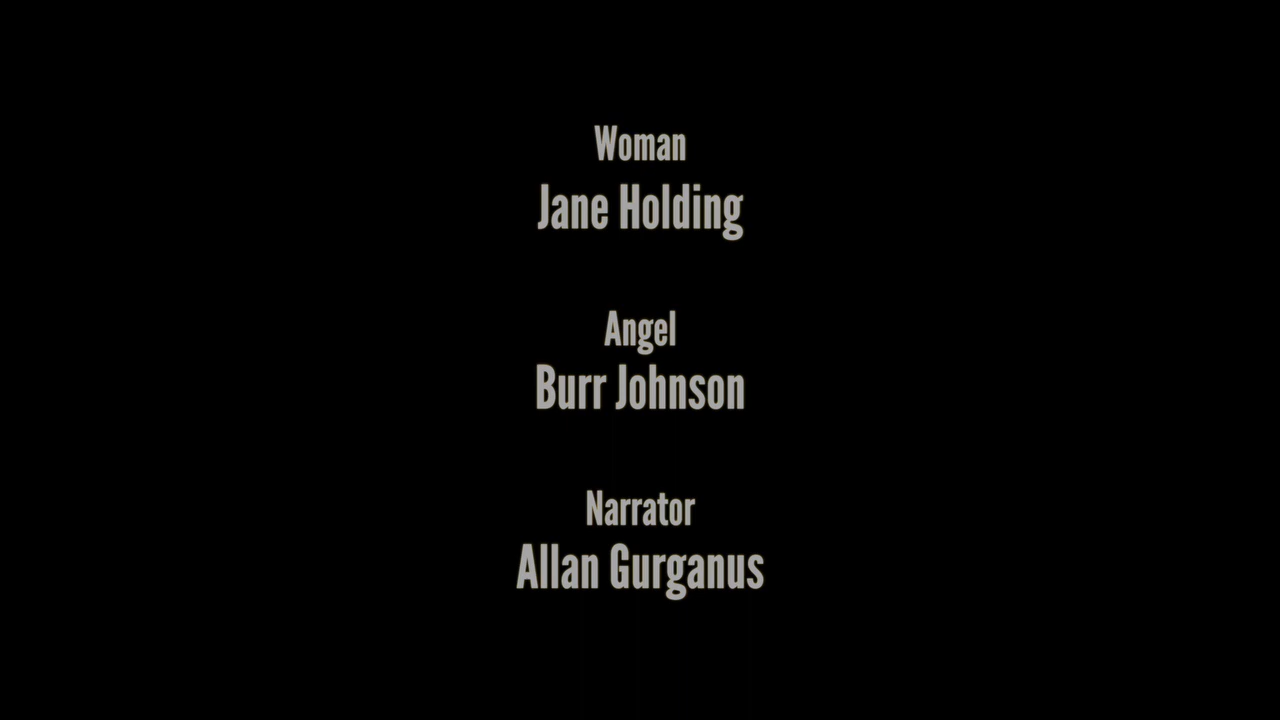 Woman
Jane Holding
Angel
Burr Johnson
Narrator
Allan Gurganus